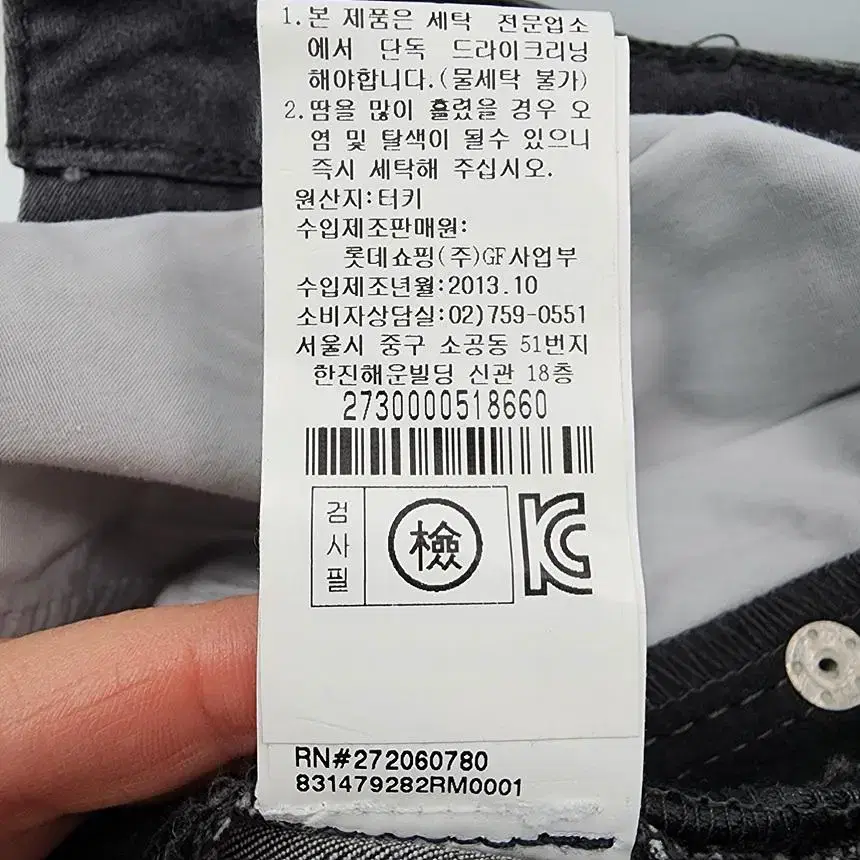 1.본 제품은 세탁 전문업소
에서 단독 드라이크리닝
해야합니다.(물세탁 불가)
2.땀을 많이 흘렸을 경우 오
염 및 탈색이 될수 있으니
즉시 세탁해 주십시오.
원산지:터키
수입제조판매원:
롯데쇼핑(주)GF사업부
수입제조년월:2013.10
소비자상담실:02)759-0551
서울시 중구 소공동 51번지
한진해운빌딩 신관 18층
2730000518660
검사필
檢
KC
RN#272060780
831479282RM0001